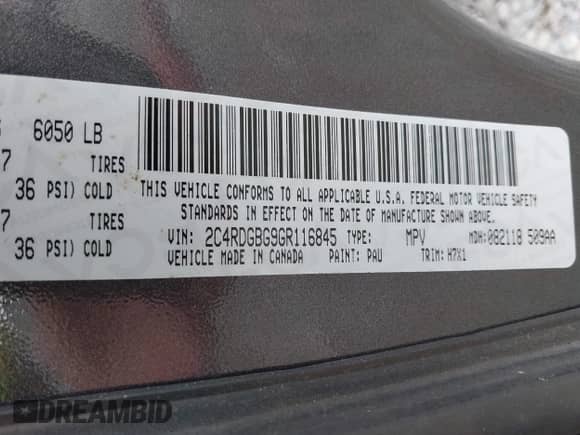 6050 LB
7 TIRES
36 PSI) COLD
7 TIRES
36 PSI) COLD
THIS VEHICLE CONFORMS TO ALL APPLICABLE U.S.A. FEDERAL MOTOR VEHICLE SAFETY
STANDARDS IN EFFECT ON THE DATE OF MANUFACTURE SHOWN ABOVE.
VIN: 2C4RDGBG9GR116845 TYPE: MPV MDH: 082118 509AA
VEHICLE MADE IN CANADA PAINT: PAU TRIM: H7X1
DREAMBID